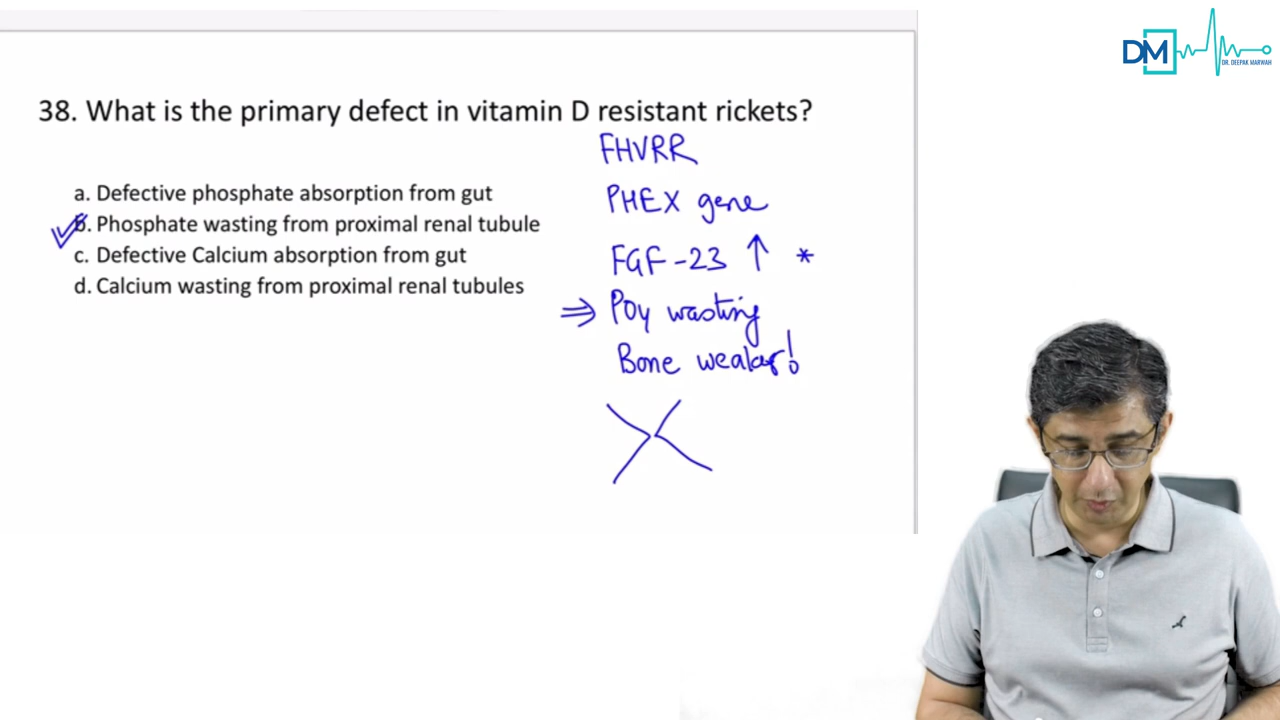 DM
DR. DEEPAK MARWAH
38. What is the primary defect in vitamin D resistant rickets?
a. Defective phosphate absorption from gut
b. Phosphate wasting from proximal renal tubule
c. Defective Calcium absorption from gut
d. Calcium wasting from proximal renal tubules
FHVRR
PHEX gene
FGF-23 ↑ *
⇒ PO4 wasting
Bone weaker!